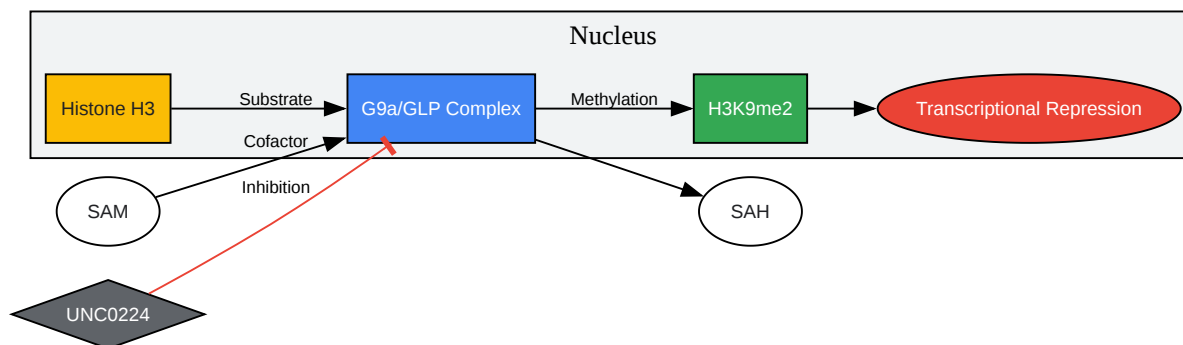 Nucleus
Histone H3
Substrate
G9a/GLP Complex
Methylation
H3K9me2
Transcriptional Repression
Cofactor
Inhibition
SAM
SAH
UNC0224